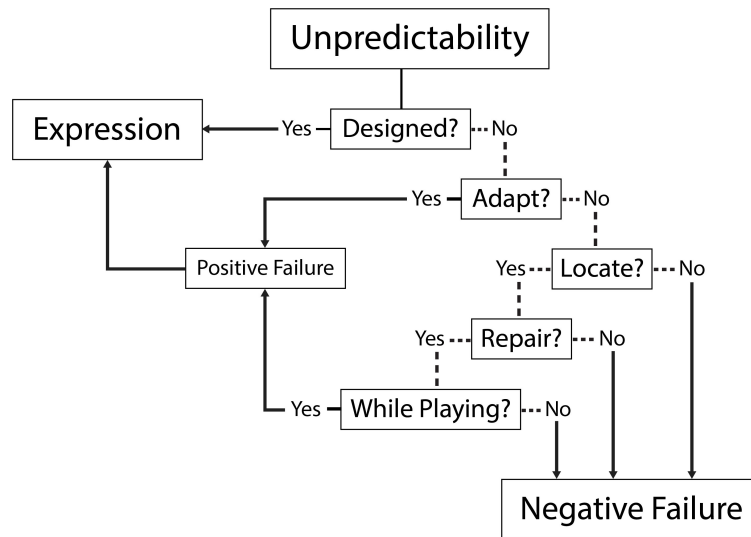 Unpredictability
Expression
Yes
Designed?
No
Yes
Adapt?
No
Positive Failure
Yes
Locate?
No
Yes
Repair?
No
Yes
While Playing?
No
Negative Failure